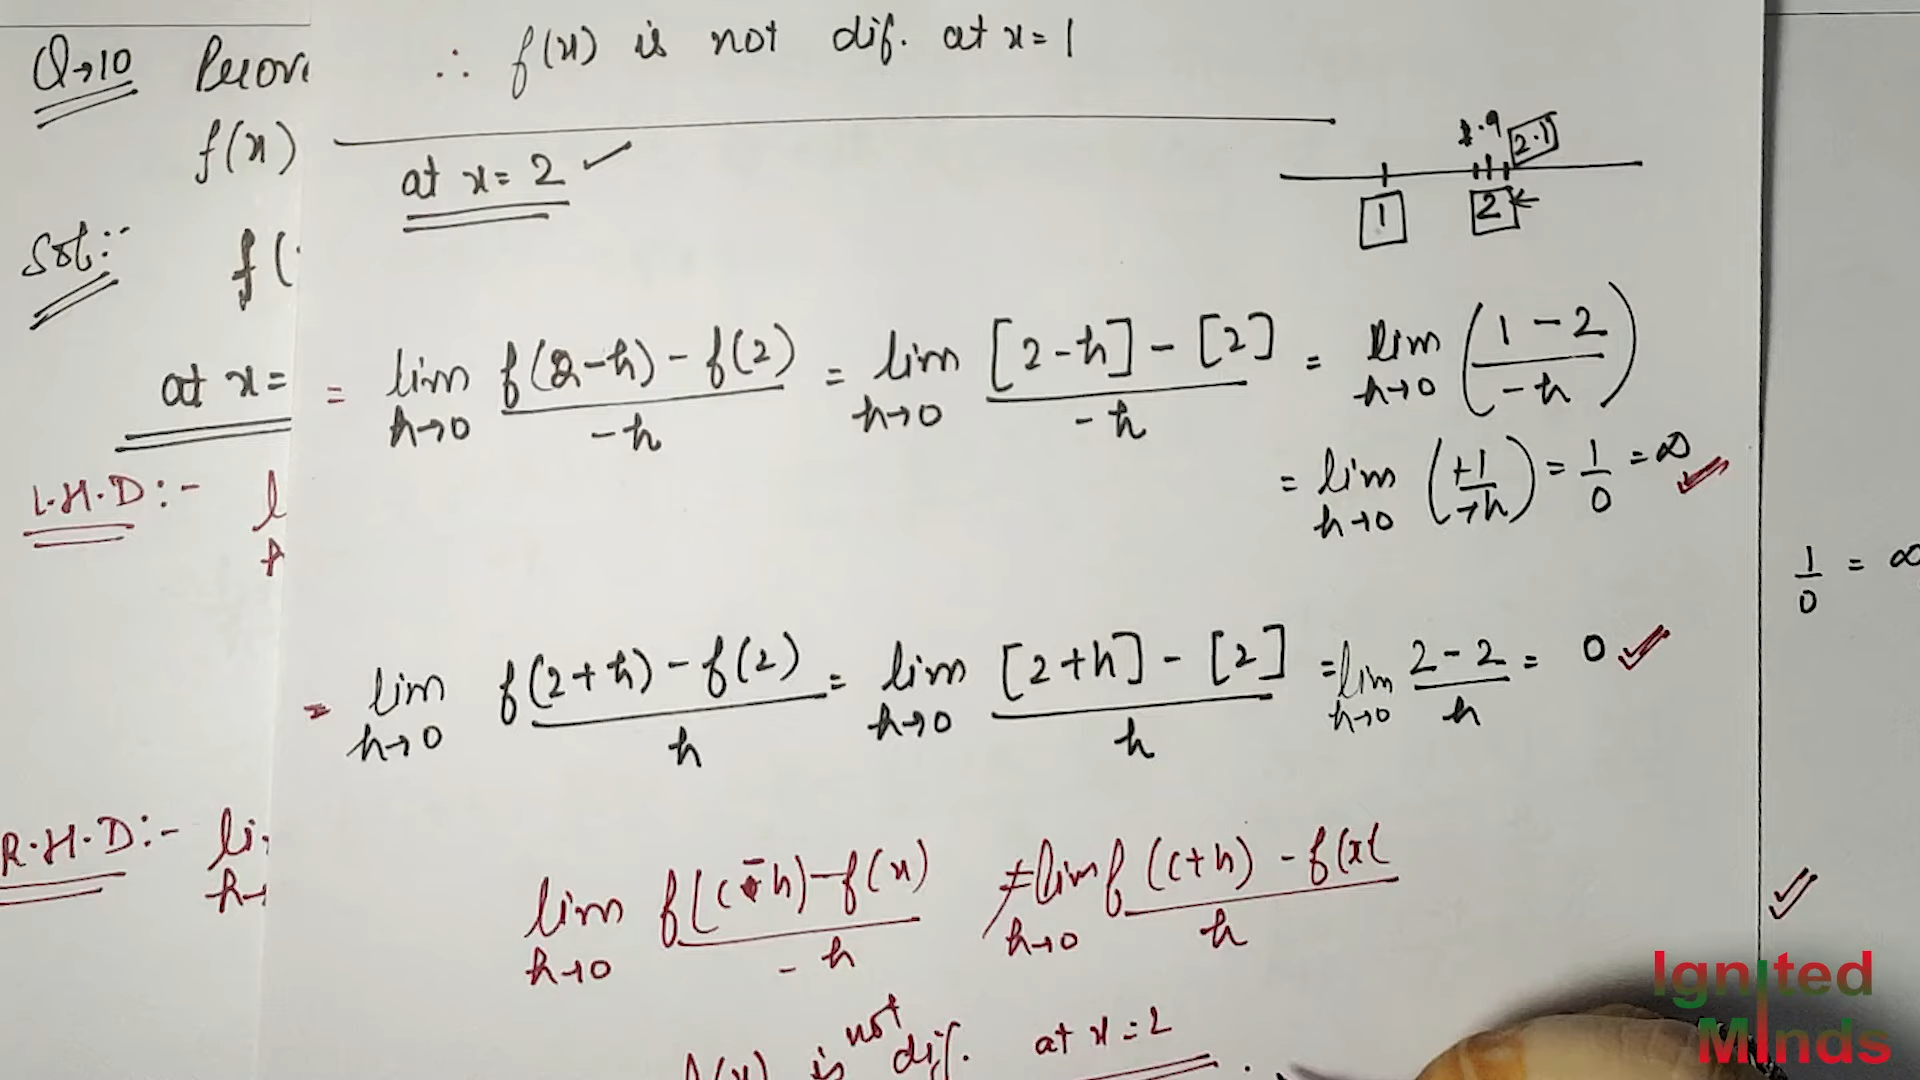 Q→10 Prov
∴ f(x) is not dif. at x=1
f(x)
at x=2 ✓
1.9 2.1
1 2
Sol:-
f(
at x=
= lim h→0 f(2-h)-f(2) / -h = lim h→0 [2-h]-[2] / -h = lim h→0 (1-2 / -h)
= lim h→0 (+1 / +h) = 1/0 = ∞ ✓
L.H.D:- l
h
1/0 = ∞
= lim h→0 f(2+h)-f(2) / h = lim h→0 [2+h]-[2] / h = lim h→0 2-2 / h = 0 ✓
R.H.D:- li
h→
lim h→0 f(c-h)-f(x) / -h ≠ lim h→0 f(c+h)-f(x( / h
f(x) is not dif. at x=2
Ignited
Minds